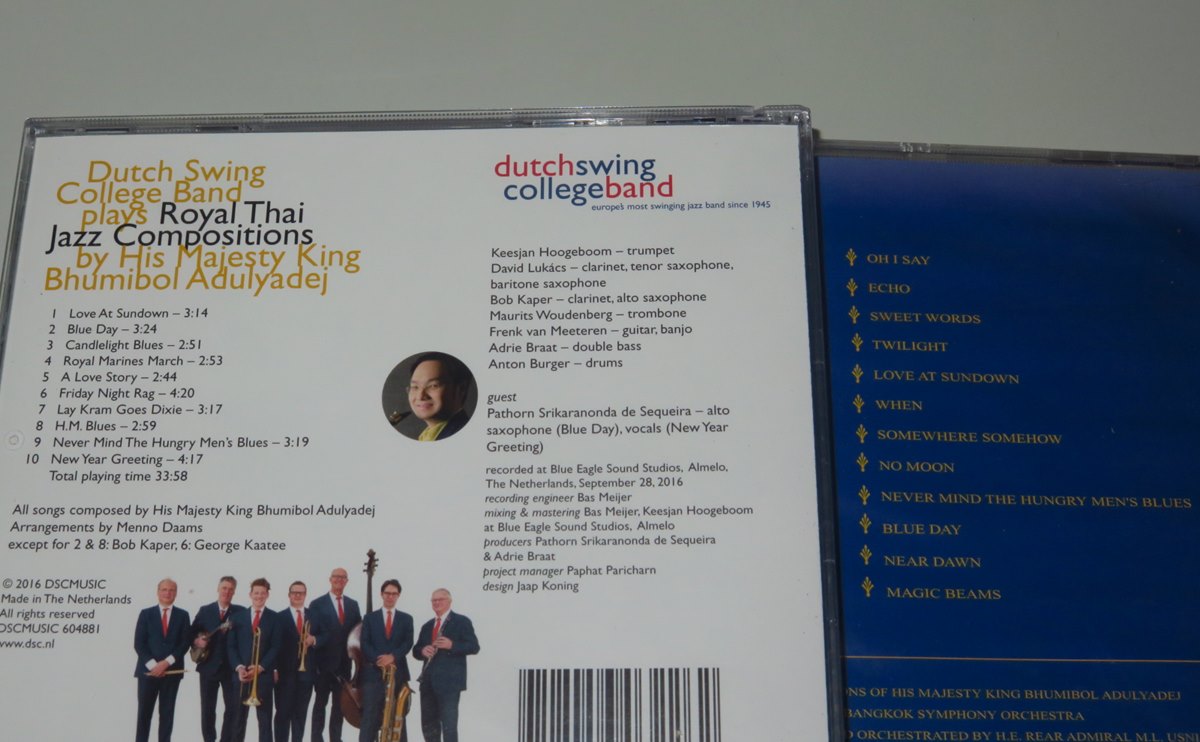 Dutch Swing
College Band
plays Royal Thai
Jazz Compositions
by His Majesty King
Bhumibol Adulyadej
1 Love At Sundown – 3:14
2 Blue Day – 3:24
3 Candlelight Blues – 2:51
4 Royal Marines March – 2:53
5 A Love Story – 2:44
6 Friday Night Rag – 4:20
7 Lay Kram Goes Dixie – 3:17
8 H.M. Blues – 2:59
9 Never Mind The Hungry Men's Blues – 3:19
10 New Year Greeting – 4:17
Total playing time 33:58
All songs composed by His Majesty King Bhumibol Adulyadej
Arrangements by Menno Daams
except for 2 & 8: Bob Kaper, 6: George Kaatee
© 2016 DSCMUSIC
Made in The Netherlands
All rights reserved
DSCMUSIC 604881
www.dsc.nl
dutchswing
collegeband
europe's most swinging jazz band since 1945
Keesjan Hoogeboom – trumpet
David Lukács – clarinet, tenor saxophone,
baritone saxophone
Bob Kaper – clarinet, alto saxophone
Maurits Woudenberg – trombone
Frenk van Meeteren – guitar, banjo
Adrie Braat – double bass
Anton Burger – drums
guest
Pathorn Srikaranonda de Sequeira – alto
saxophone (Blue Day), vocals (New Year
Greeting)
recorded at Blue Eagle Sound Studios, Almelo,
The Netherlands, September 28, 2016
recording engineer Bas Meijer
mixing & mastering Bas Meijer, Keesjan Hoogeboom
at Blue Eagle Sound Studios, Almelo
producers Pathorn Srikaranonda de Sequeira
& Adrie Braat
project manager Paphat Paricharn
design Jaap Koning
OH I SAY
ECHO
SWEET WORDS
TWILIGHT
LOVE AT SUNDOWN
WHEN
SOMEWHERE SOMEHOW
NO MOON
NEVER MIND THE HUNGRY MEN'S BLUES
BLUE DAY
NEAR DAWN
MAGIC BEAMS
OF HIS MAJESTY KING BHUMIBOL ADULYADEJ
BANGKOK SYMPHONY ORCHESTRA
ORCHESTRATED BY H.E. REAR ADMIRAL M.L. USNI